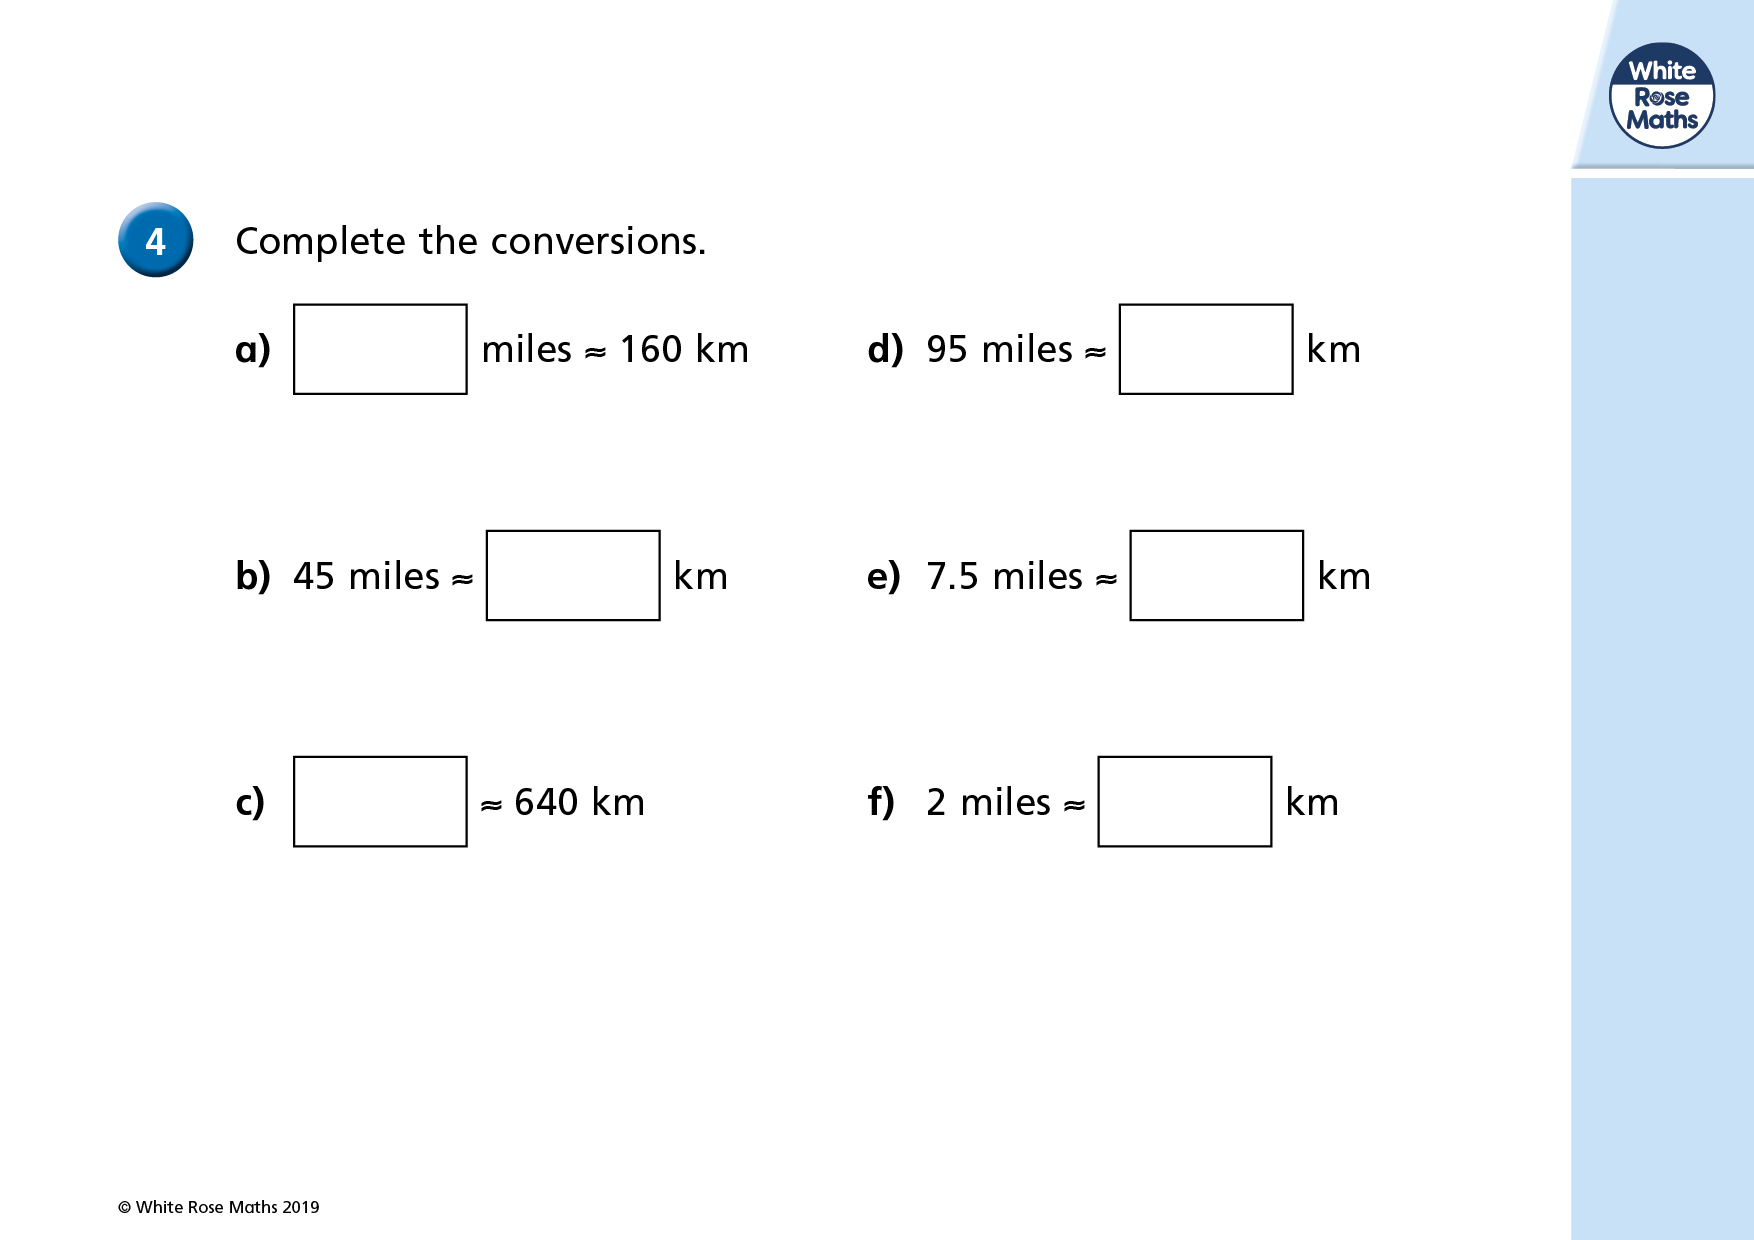 White
Rose
Maths
4 Complete the conversions.
a) miles ≈ 160 km
d) 95 miles ≈ km
b) 45 miles ≈ km
e) 7.5 miles ≈ km
c) ≈ 640 km
f) 2 miles ≈ km
© White Rose Maths 2019